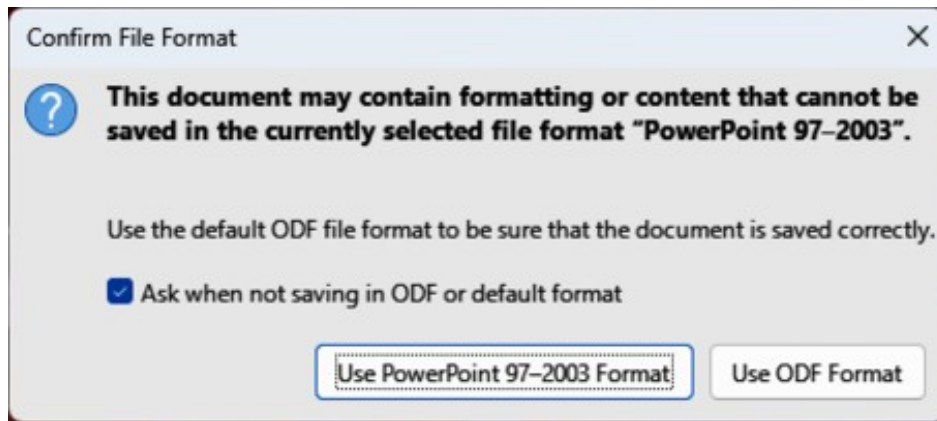 Confirm File Format
This document may contain formatting or content that cannot be
saved in the currently selected file format “PowerPoint 97–2003”.
Use the default ODF file format to be sure that the document is saved correctly.
Ask when not saving in ODF or default format
Use PowerPoint 97–2003 Format Use ODF Format